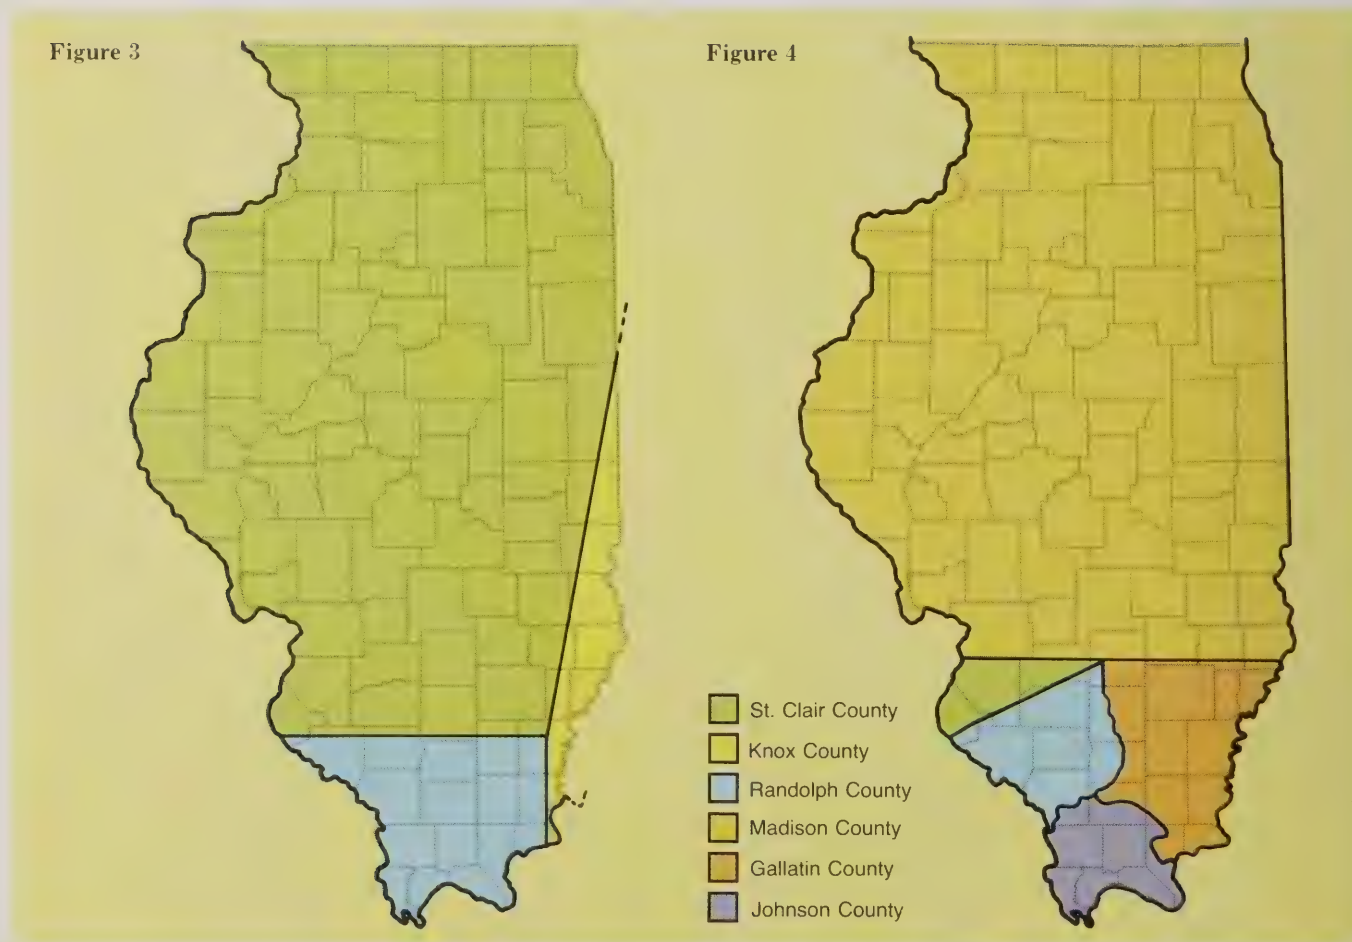 Figure 3
Figure 4
St. Clair County
Knox County
Randolph County
Madison County
Gallatin County
Johnson County